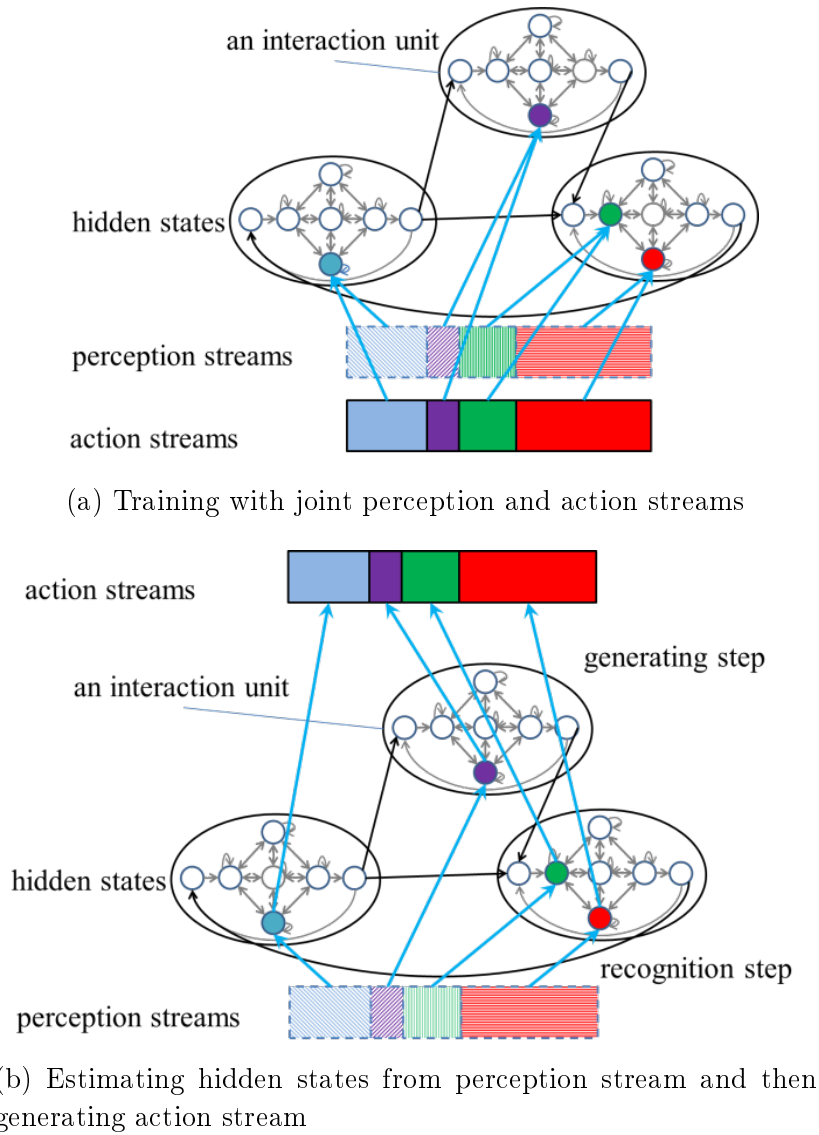 an interaction unit
hidden states
perception streams
action streams
(a) Training with joint perception and action streams
action streams
generating step
an interaction unit
hidden states
recognition step
perception streams
(b) Estimating hidden states from perception stream and then
generating action stream